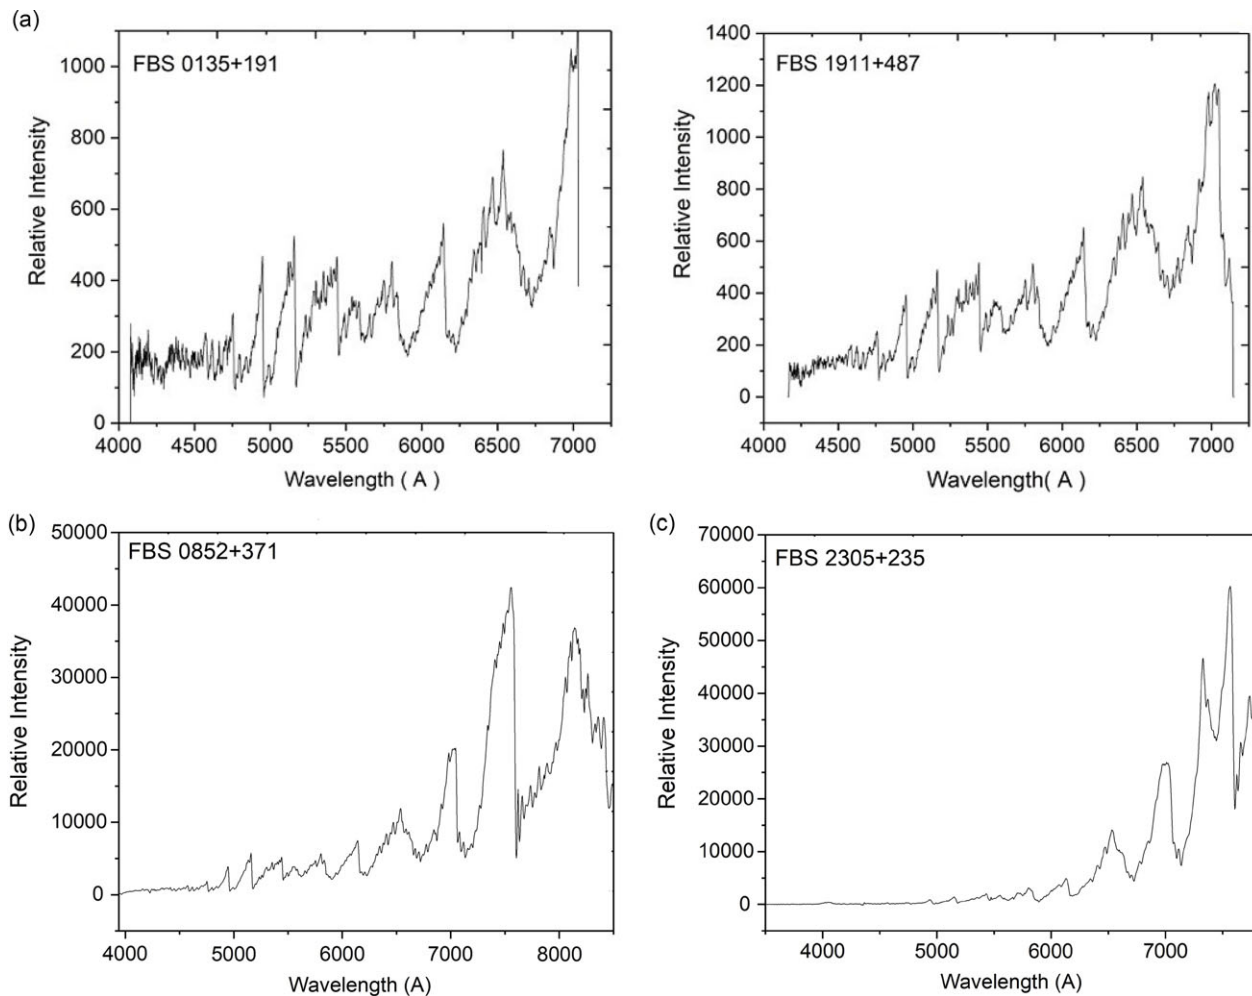 (a)
FBS 0135+191
1000
800
600
400
200
0
4000 4500 5000 5500 6000 6500 7000
Relative Intensity
Wavelength ( A )
FBS 1911+487
1400
1200
1000
800
600
400
200
0
4000 4500 5000 5500 6000 6500 7000
Relative Intensity
Wavelength( A )
(b)
FBS 0852+371
50000
40000
30000
20000
10000
0
4000 5000 6000 7000 8000
Relative Intensity
Wavelength (A)
(c)
FBS 2305+235
70000
60000
50000
40000
30000
20000
10000
0
4000 5000 6000 7000
Relative Intensity
Wavelength (A)